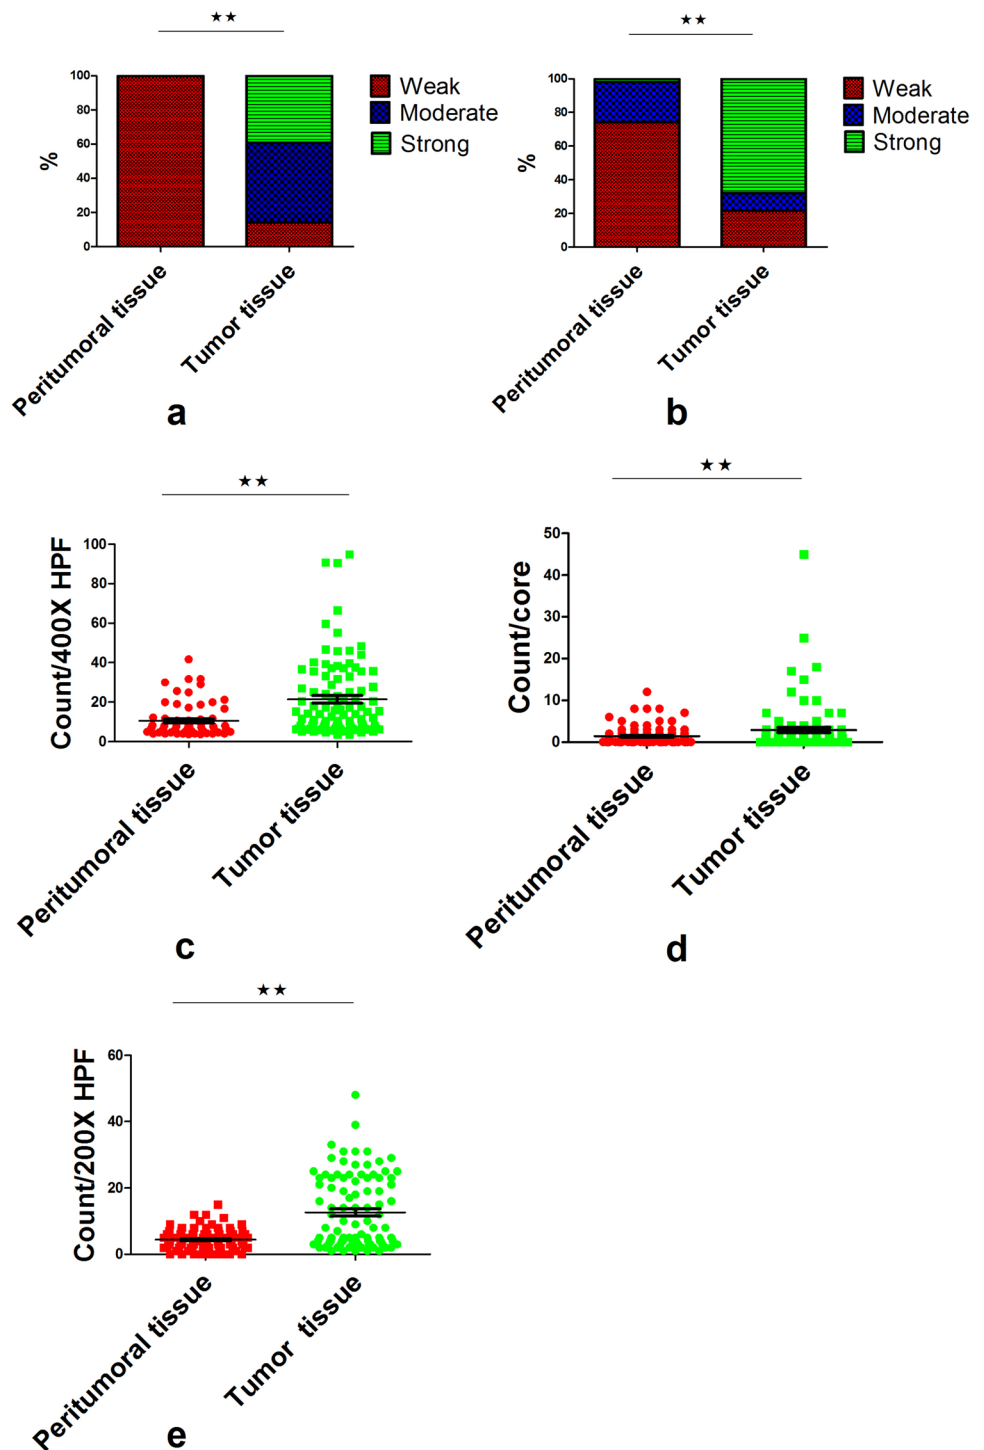 ★★
%
100
80
60
40
20
0
Weak
Moderate
Strong
Peritumoral tissue
Tumor tissue
a
★★
%
100
80
60
40
20
0
Weak
Moderate
Strong
Peritumoral tissue
Tumor tissue
b
★★
Count/400X HPF
100
80
60
40
20
0
Peritumoral tissue
Tumor tissue
c
★★
Count/core
50
40
30
20
10
0
Peritumoral tissue
Tumor tissue
d
★★
Count/200X HPF
60
40
20
0
Peritumoral tissue
Tumor tissue
e